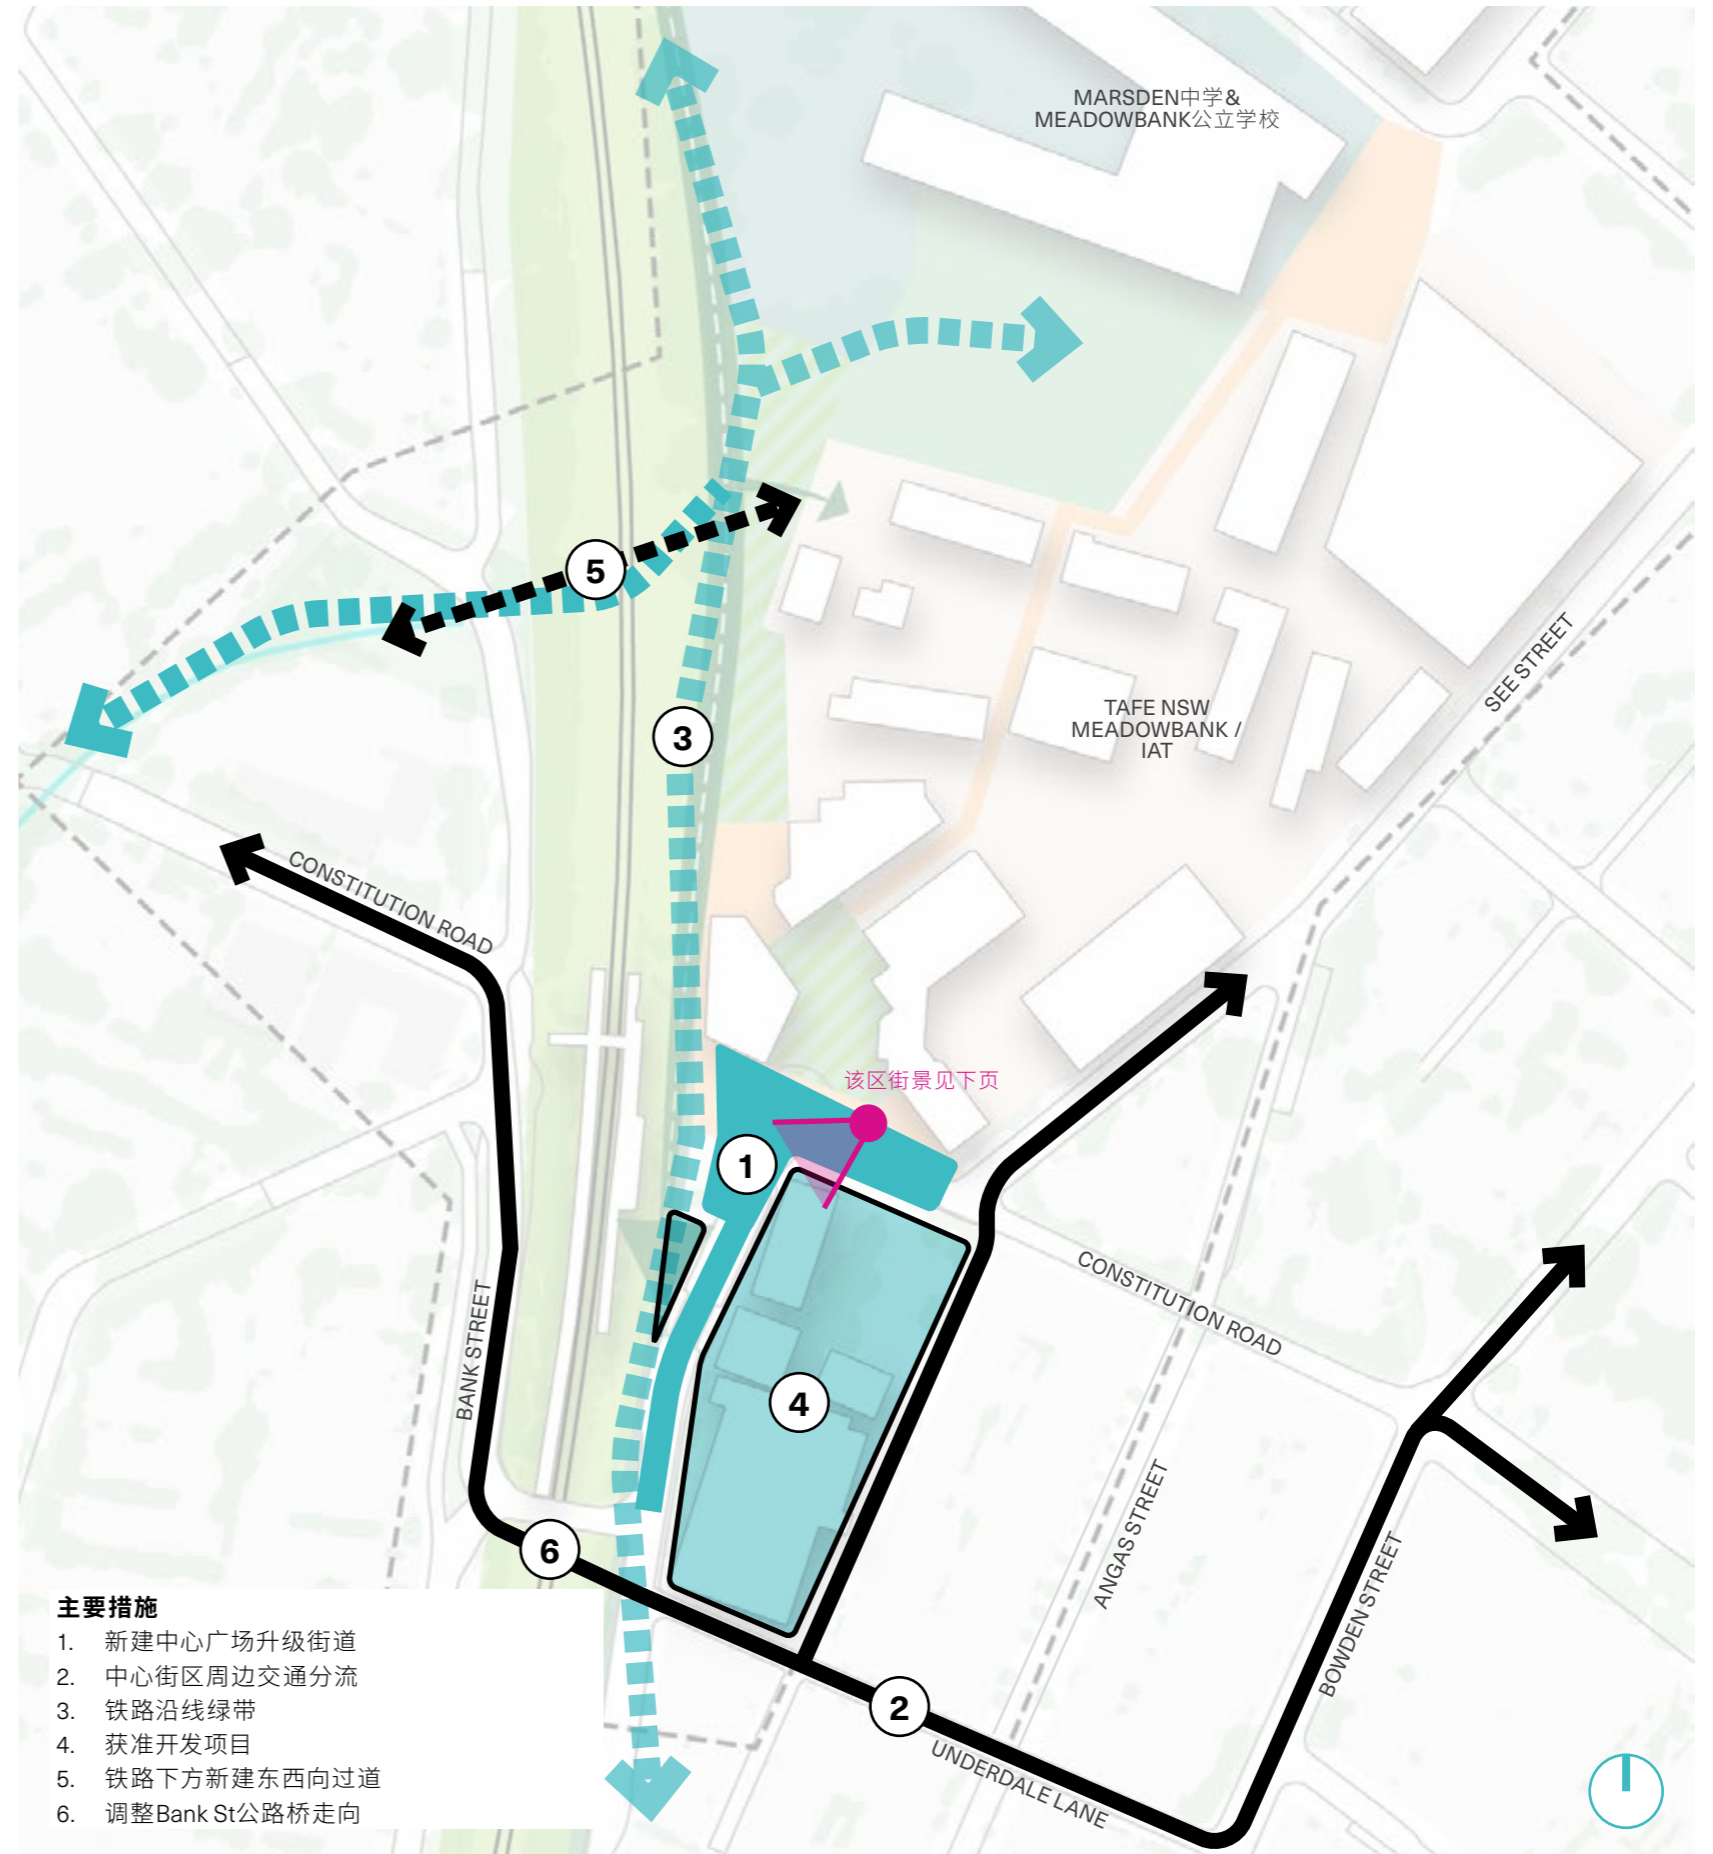 MARSDEN中学&
MEADOWBANK公立学校
5
SEE STREET
3
TAFE NSW
MEADOWBANK /
IAT
CONSTITUTION ROAD
该区街景见下页
1
CONSTITUTION ROAD
BANK STREET
4
ANGAS STREET
BOWDEN STREET
6
2
UNDERDALE LANE
主要措施
1. 新建中心广场升级街道
2. 中心街区周边交通分流
3. 铁路沿线绿带
4. 获准开发项目
5. 铁路下方新建东西向过道
6. 调整Bank St公路桥走向